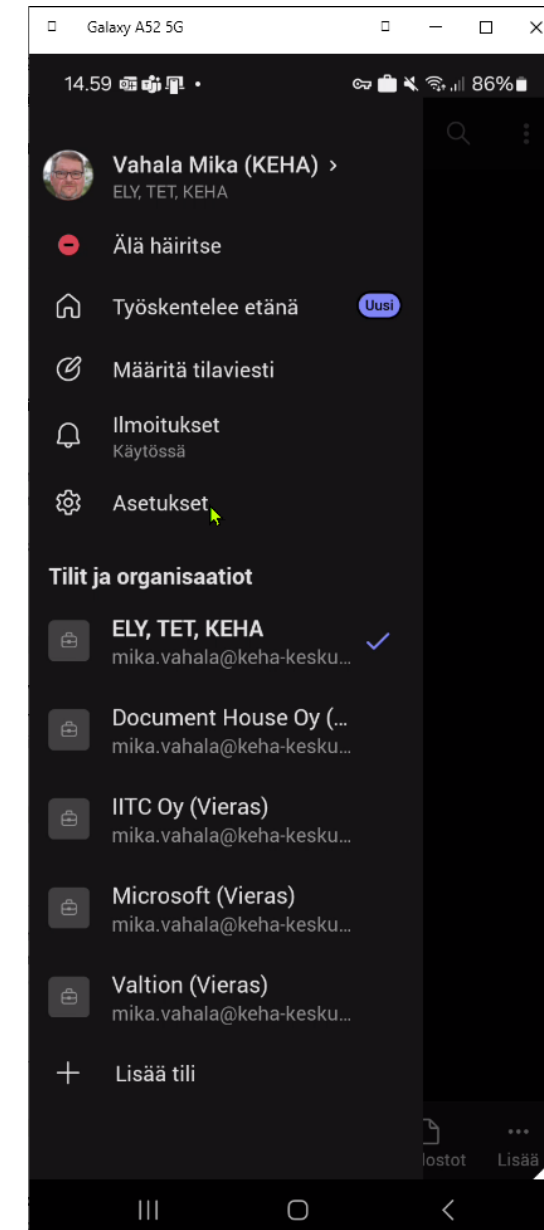 Galaxy A52 5G
14.59
86%
Vahala Mika (KEHA) >
ELY, TET, KEHA
Älä häiritse
Työskentelee etänä
Uusi
Määritä tilaviesti
Ilmoitukset
Käytössä
Asetukset
Tilit ja organisaatiot
ELY, TET, KEHA
mika.vahala@keha-kesku...
Document House Oy (...
mika.vahala@keha-kesku...
IITC Oy (Vieras)
mika.vahala@keha-kesku...
Microsoft (Vieras)
mika.vahala@keha-kesku...
Valtion (Vieras)
mika.vahala@keha-kesku...
Lisää tili
lostot
Lisää